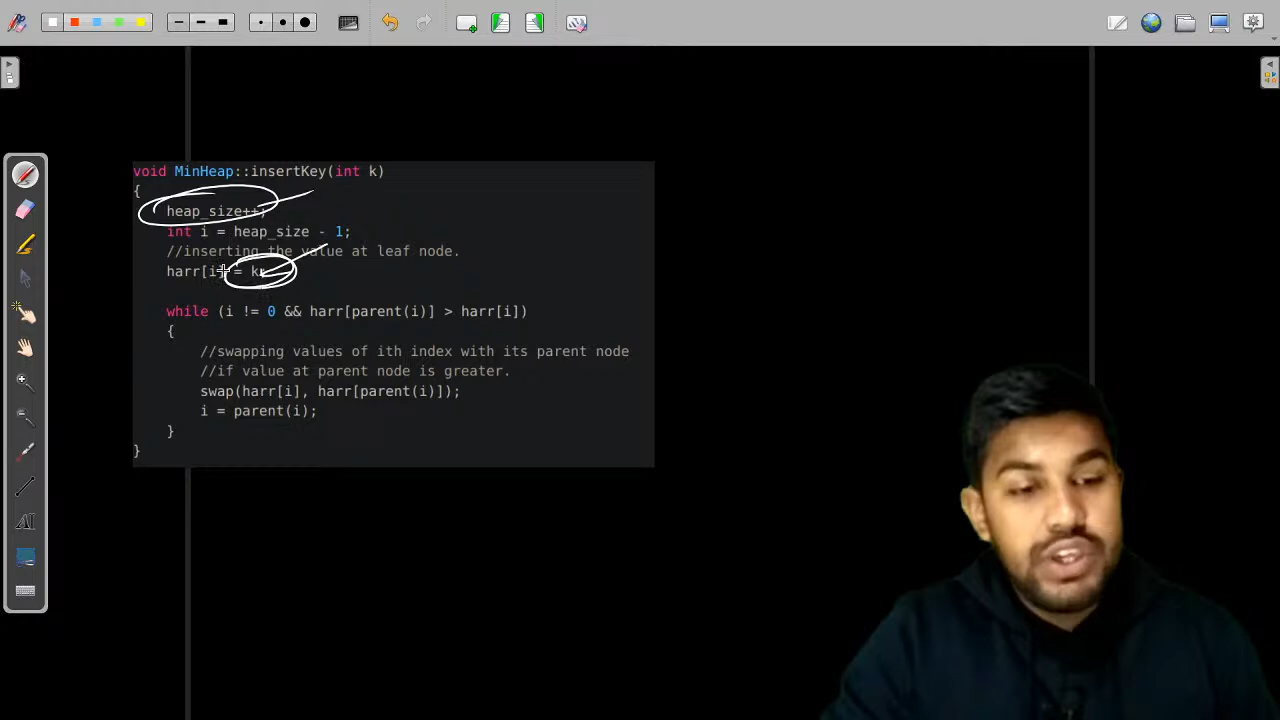 void MinHeap::insertKey(int k)
{
heap_size++;
int i = heap_size - 1;
//inserting the value at leaf node.
harr[i] = k;
while (i != 0 && harr[parent(i)] > harr[i])
{
//swapping values of ith index with its parent node
//if value at parent node is greater.
swap(harr[i], harr[parent(i)]);
i = parent(i);
}
}